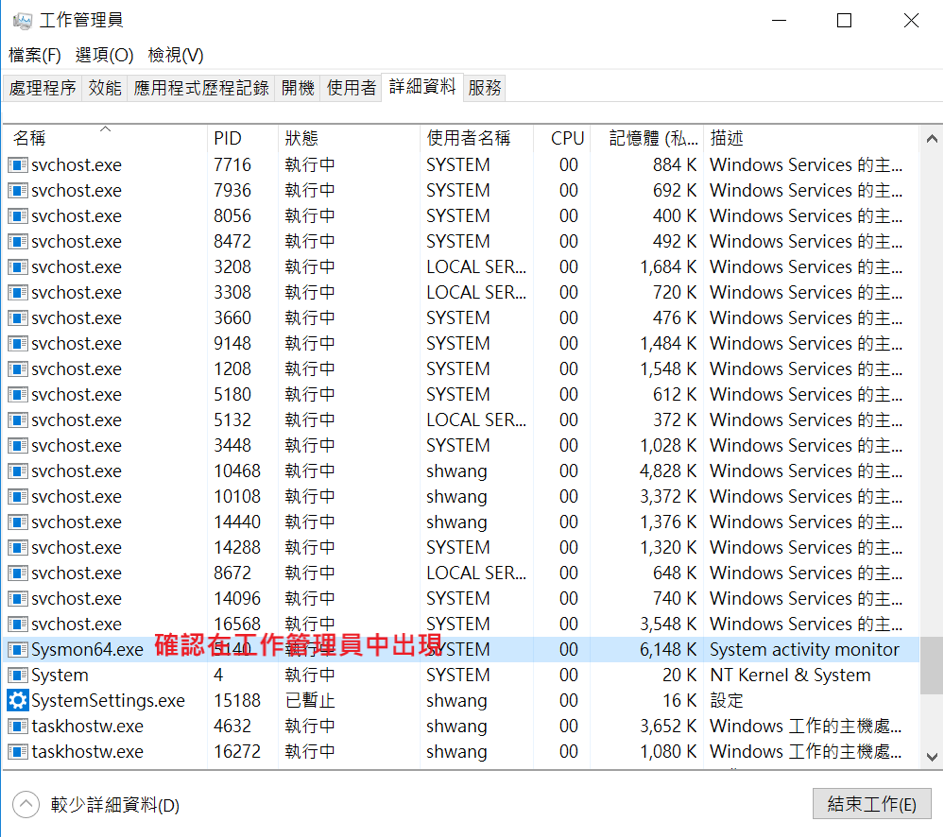 工作管理員
檔案(F) 選項(O) 檢視(V)
處理程序 效能 應用程式歷程記錄 開機 使用者 詳細資料 服務
名稱 PID 狀態 使用者名稱 CPU 記憶體 (私... 描述
svchost.exe 7716 執行中 SYSTEM 00 884 K Windows Services 的主...
svchost.exe 7936 執行中 SYSTEM 00 692 K Windows Services 的主...
svchost.exe 8056 執行中 SYSTEM 00 400 K Windows Services 的主...
svchost.exe 8472 執行中 SYSTEM 00 492 K Windows Services 的主...
svchost.exe 3208 執行中 LOCAL SER... 00 1,684 K Windows Services 的主...
svchost.exe 3308 執行中 LOCAL SER... 00 720 K Windows Services 的主...
svchost.exe 3660 執行中 SYSTEM 00 476 K Windows Services 的主...
svchost.exe 9148 執行中 SYSTEM 00 1,484 K Windows Services 的主...
svchost.exe 1208 執行中 SYSTEM 00 1,548 K Windows Services 的主...
svchost.exe 5180 執行中 SYSTEM 00 612 K Windows Services 的主...
svchost.exe 5132 執行中 LOCAL SER... 00 372 K Windows Services 的主...
svchost.exe 3448 執行中 SYSTEM 00 1,028 K Windows Services 的主...
svchost.exe 10468 執行中 shwang 00 4,828 K Windows Services 的主...
svchost.exe 10108 執行中 shwang 00 3,372 K Windows Services 的主...
svchost.exe 14440 執行中 shwang 00 1,376 K Windows Services 的主...
svchost.exe 14288 執行中 SYSTEM 00 1,320 K Windows Services 的主...
svchost.exe 8672 執行中 LOCAL SER... 00 648 K Windows Services 的主...
svchost.exe 14096 執行中 SYSTEM 00 740 K Windows Services 的主...
svchost.exe 16568 執行中 SYSTEM 00 3,548 K Windows Services 的主...
確認在工作管理員中出現
Sysmon64.exe 5140 執行中 SYSTEM 00 6,148 K System activity monitor
System 4 執行中 SYSTEM 00 20 K NT Kernel & System
SystemSettings.exe 15188 已暫止 shwang 00 16 K 設定
taskhostw.exe 4632 執行中 shwang 00 3,652 K Windows 工作的主機處...
taskhostw.exe 16272 執行中 shwang 00 1,080 K Windows 工作的主機處...
較少詳細資料(D) 結束工作(E)